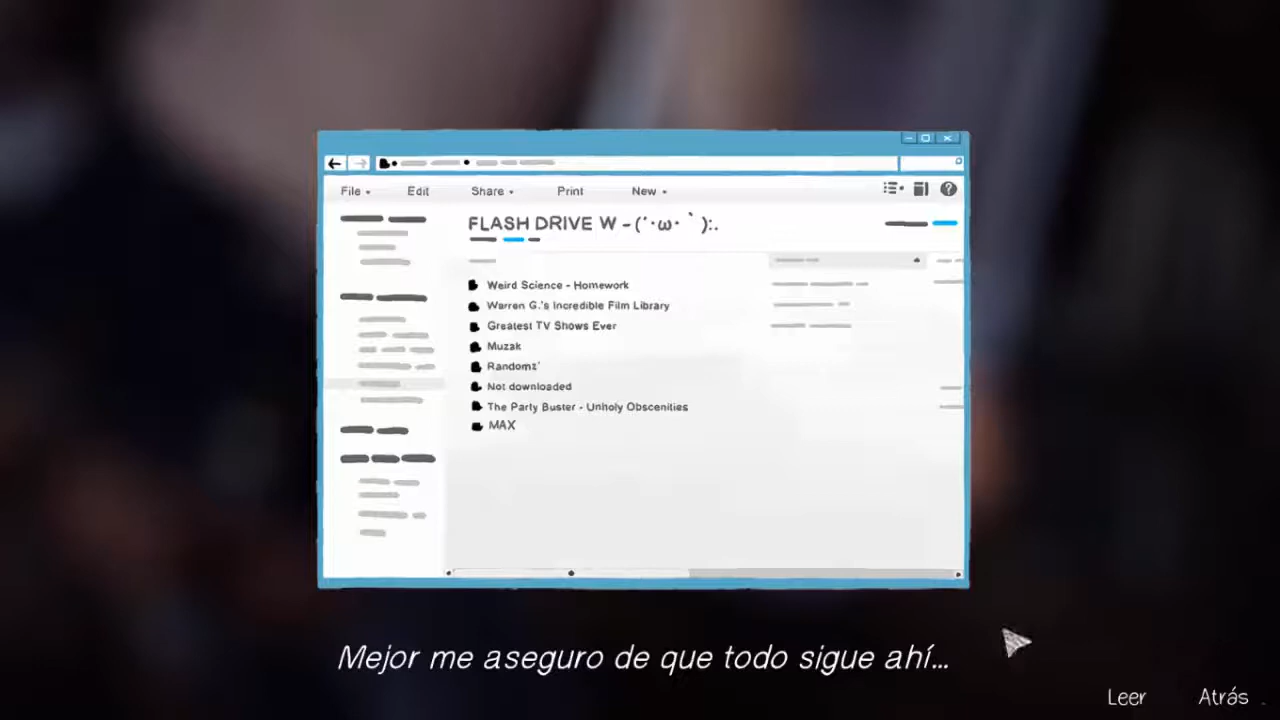 File Edit Share Print New
FLASH DRIVE W -(´･ω･｀):.
Weird Science - Homework
Warren G.'s Incredible Film Library
Greatest TV Shows Ever
Muzak
Randomz'
Not downloaded
The Party Buster - Unholy Obscenities
MAX
Mejor me aseguro de que todo sigue ahí...
Leer Atrás